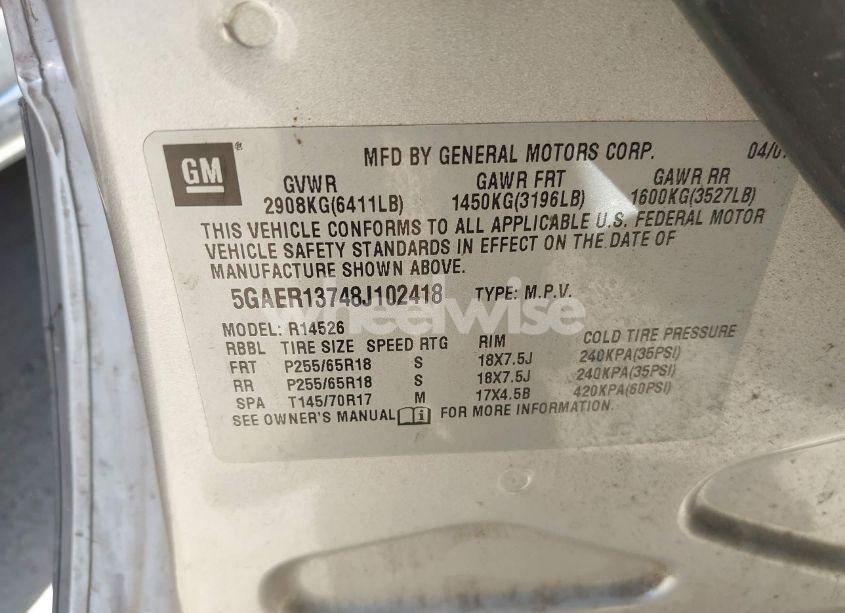 GM ®
MFD BY GENERAL MOTORS CORP. 04/0
GVWR GAWR FRT GAWR RR
2908KG(6411LB) 1450KG(3196LB) 1600KG(3527LB)
THIS VEHICLE CONFORMS TO ALL APPLICABLE U.S. FEDERAL MOTOR
VEHICLE SAFETY STANDARDS IN EFFECT ON THE DATE OF
MANUFACTURE SHOWN ABOVE.
5GAER13748J102418 TYPE: M.P.V.
wheelwise
MODEL: R14526
RBBL TIRE SIZE SPEED RTG RIM COLD TIRE PRESSURE
FRT P255/65R18 S 18X7.5J 240KPA(35PSI)
RR P255/65R18 S 18X7.5J 240KPA(35PSI)
SPA T145/70R17 M 17X4.5B 420KPA(60PSI)
SEE OWNER'S MANUAL i FOR MORE INFORMATION.